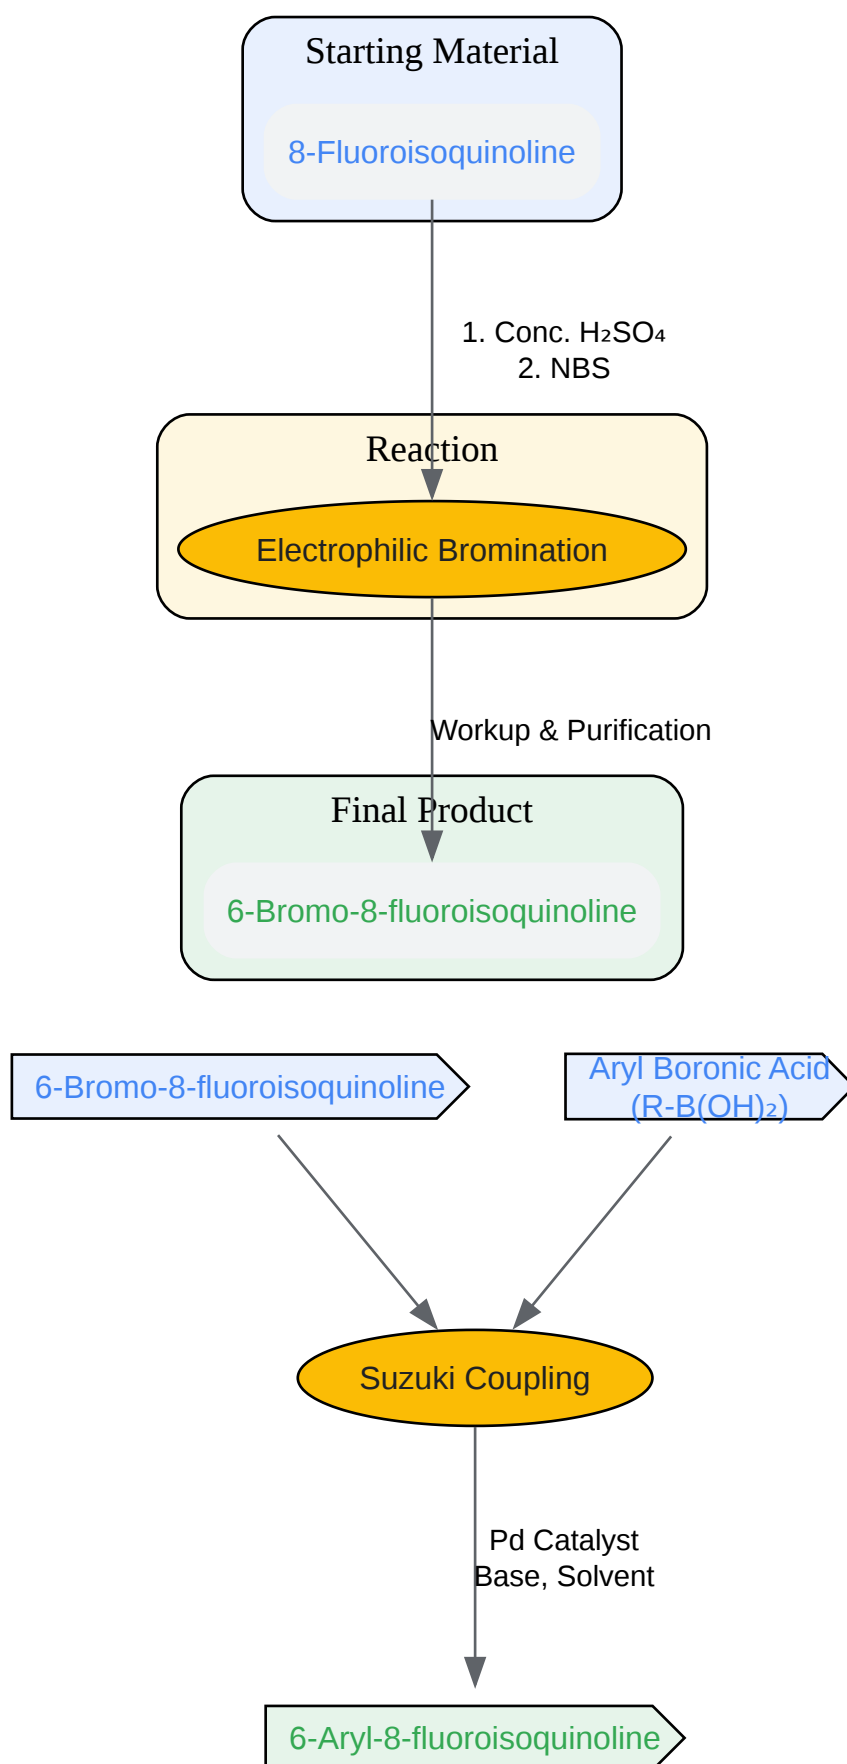 Starting Material
8-Fluoroisoquinoline
1. Conc. H₂SO₄
2. NBS
Reaction
Electrophilic Bromination
Workup & Purification
Final Product
6-Bromo-8-fluoroisoquinoline
6-Bromo-8-fluoroisoquinoline
Aryl Boronic Acid
(R-B(OH)₂)
Suzuki Coupling
Pd Catalyst
Base, Solvent
6-Aryl-8-fluoroisoquinoline